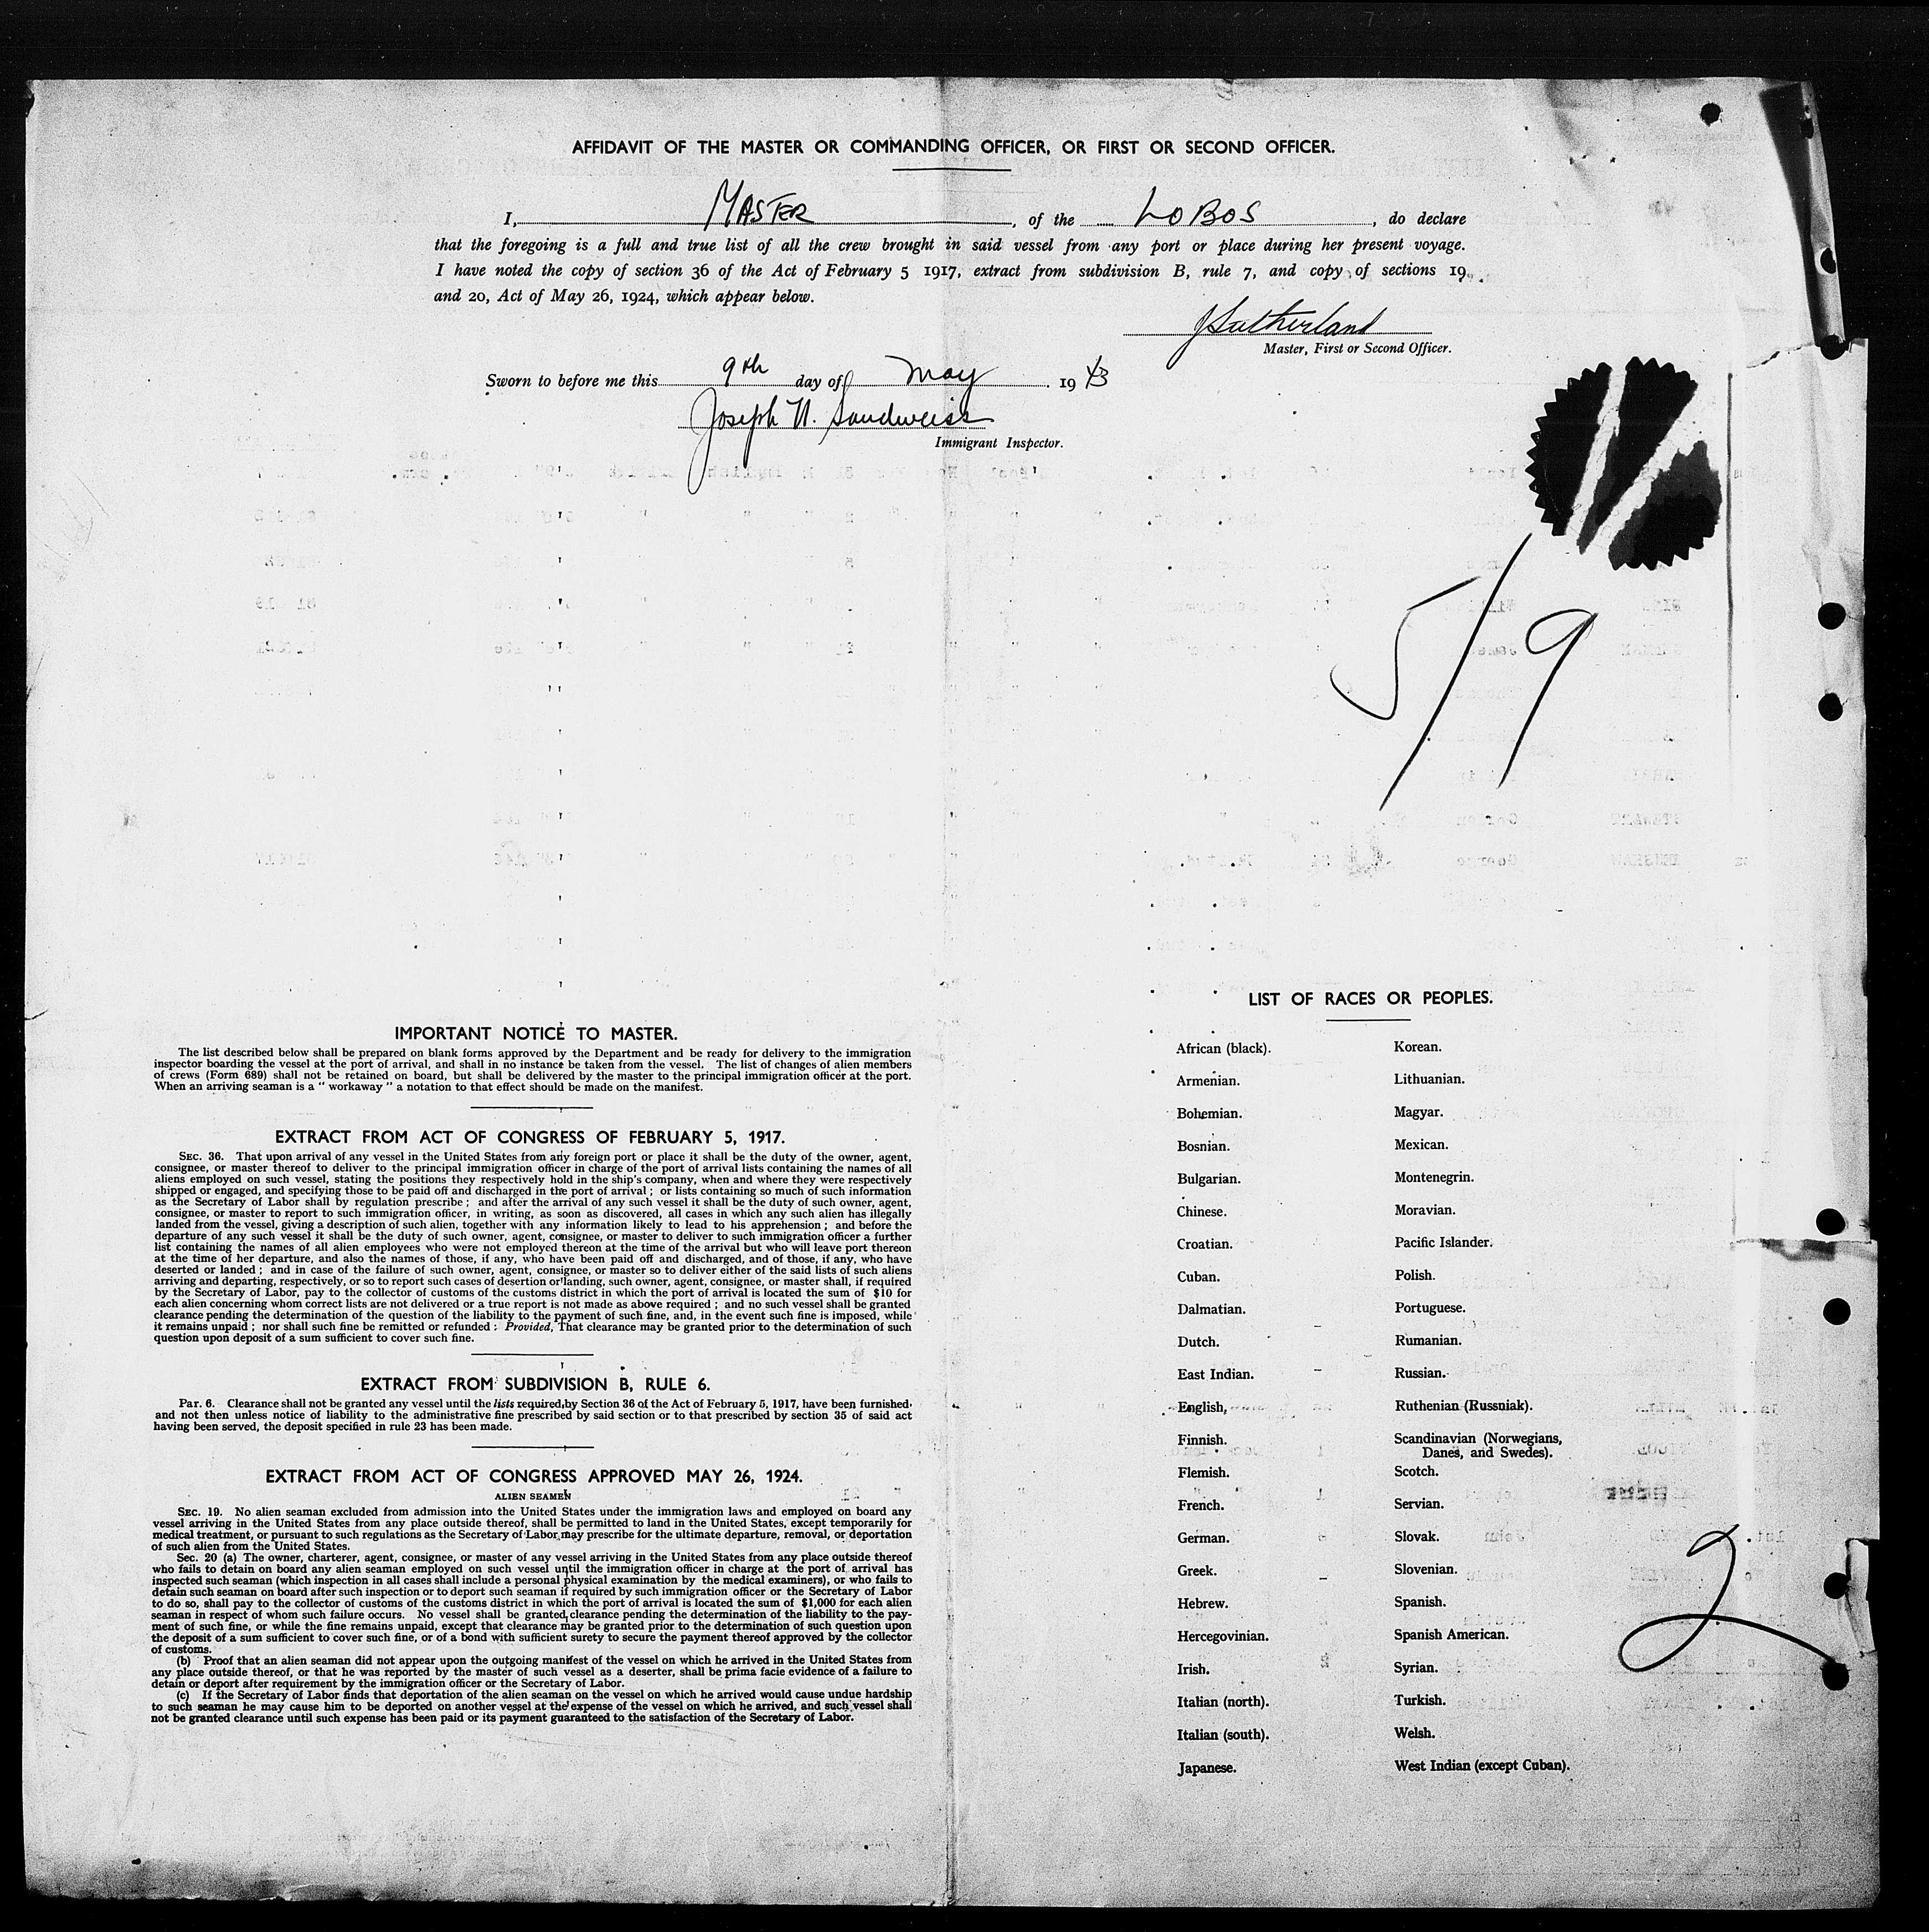 AFFIDAVIT OF THE MASTER OR COMMANDING OFFICER, OR FIRST OR SECOND OFFICER.
I, MASTER, of the LOBOS, do declare
that the foregoing is a full and true list of all the crew brought in said vessel from any port or place during her present voyage.
I have noted the copy of section 36 of the Act of February 5 1917, extract from subdivision B, rule 7, and copy of sections 19
and 20, Act of May 26, 1924, which appear below.
J Sutherland
Master, First or Second Officer.
Sworn to before me this 9th day of May 1943
Joseph N. Sandweiss
Immigrant Inspector.
5/9
IMPORTANT NOTICE TO MASTER.
The list described below shall be prepared on blank forms approved by the Department and be ready for delivery to the immigration
inspector boarding the vessel at the port of arrival, and shall in no instance be taken from the vessel. The list of changes of alien members
of crews (Form 689) shall not be retained on board, but shall be delivered by the master to the principal immigration officer at the port.
When an arriving seaman is a " workaway " a notation to that effect should be made on the manifest.
EXTRACT FROM ACT OF CONGRESS OF FEBRUARY 5, 1917.
SEC. 36. That upon arrival of any vessel in the United States from any foreign port or place it shall be the duty of the owner, agent,
consignee, or master thereof to deliver to the principal immigration officer in charge of the port of arrival lists containing the names of all
aliens employed on such vessel, stating the positions they respectively hold in the ship's company, when and where they were respectively
shipped or engaged, and specifying those to be paid off and discharged in the port of arrival ; or lists containing so much of such information
as the Secretary of Labor shall by regulation prescribe ; and after the arrival of any such vessel it shall be the duty of such owner, agent,
consignee, or master to report to such immigration officer, in writing, as soon as discovered, all cases in which any such alien has illegally
landed from the vessel, giving a description of such alien, together with any information likely to lead to his apprehension ; and before the
departure of any such vessel it shall be the duty of such owner, agent, consignee, or master to deliver to such immigration officer a further
list containing the names of all alien employees who were not employed thereon at the time of the arrival but who will leave port thereon
at the time of her departure, and also the names of those, if any, who have been paid off and discharged, and of those, if any, who have
deserted or landed ; and in case of the failure of such owner, agent, consignee, or master so to deliver either of the said lists of such aliens
arriving and departing, respectively, or so to report such cases of desertion or landing, such owner, agent, consignee, or master shall, if required
by the Secretary of Labor, pay to the collector of customs of the customs district in which the port of arrival is located the sum of $10 for
each alien concerning whom correct lists are not delivered or a true report is not made as above required ; and no such vessel shall be granted
clearance pending the determination of the question of the liability to the payment of such fine, and, in the event such fine is imposed, while
it remains unpaid ; nor shall such fine be remitted or refunded : Provided, That clearance may be granted prior to the determination of such
question upon deposit of a sum sufficient to cover such fine.
EXTRACT FROM SUBDIVISION B, RULE 6.
PAR. 6. Clearance shall not be granted any vessel until the lists required by Section 36 of the Act of February 5, 1917, have been furnished,
and not then unless notice of liability to the administrative fine prescribed by said section or to that prescribed by section 35 of said act
having been served, the deposit specified in rule 23 has been made.
EXTRACT FROM ACT OF CONGRESS APPROVED MAY 26, 1924.
ALIEN SEAMEN
SEC. 19. No alien seaman excluded from admission into the United States under the immigration laws and employed on board any
vessel arriving in the United States from any place outside thereof, shall be permitted to land in the United States, except temporarily for
medical treatment, or pursuant to such regulations as the Secretary of Labor may prescribe for the ultimate departure, removal, or deportation
of such alien from the United States.
Sec. 20 (a) The owner, charterer, agent, consignee, or master of any vessel arriving in the United States from any place outside thereof
who fails to detain on board any alien seaman employed on such vessel until the immigration officer in charge at the port of arrival has
inspected such seaman (which inspection in all cases shall include a personal physical examination by the medical examiners), or who fails to
detain such seaman on board after such inspection or to deport such seaman if required by such immigration officer or the Secretary of Labor
to do so, shall pay to the collector of customs of the customs district in which the port of arrival is located the sum of $1,000 for each alien
seaman in respect of whom such failure occurs. No vessel shall be granted clearance pending the determination of the liability to the pay-
ment of such fine, or while the fine remains unpaid, except that clearance may be granted prior to the determination of such question upon
the deposit of a sum sufficient to cover such fine, or of a bond with sufficient surety to secure the payment thereof approved by the collector
of customs.
(b) Proof that an alien seaman did not appear upon the outgoing manifest of the vessel on which he arrived in the United States from
any place outside thereof, or that he was reported by the master of such vessel as a deserter, shall be prima facie evidence of a failure to
detain or deport after requirement by the immigration officer or the Secretary of Labor.
(c) If the Secretary of Labor finds that deportation of the alien seaman on the vessel on which he arrived would cause undue hardship
to such seaman he may cause him to be deported on another vessel at the expense of the vessel on which he arrived, and such vessel shall
not be granted clearance until such expense has been paid or its payment guaranteed to the satisfaction of the Secretary of Labor.
LIST OF RACES OR PEOPLES.
African (black). Korean.
Armenian. Lithuanian.
Bohemian. Magyar.
Bosnian. Mexican.
Bulgarian. Montenegrin.
Chinese. Moravian.
Croatian. Pacific Islander.
Cuban. Polish.
Dalmatian. Portuguese.
Dutch. Rumanian.
East Indian. Russian.
English, Ruthenian (Russniak).
Finnish. Scandinavian (Norwegians,
Danes, and Swedes).
Flemish. Scotch.
French. Servian.
German. Slovak.
Greek. Slovenian.
Hebrew. Spanish.
Hercegovinian. Spanish American.
Irish. Syrian.
Italian (north). Turkish.
Italian (south). Welsh.
Japanese. West Indian (except Cuban).
2